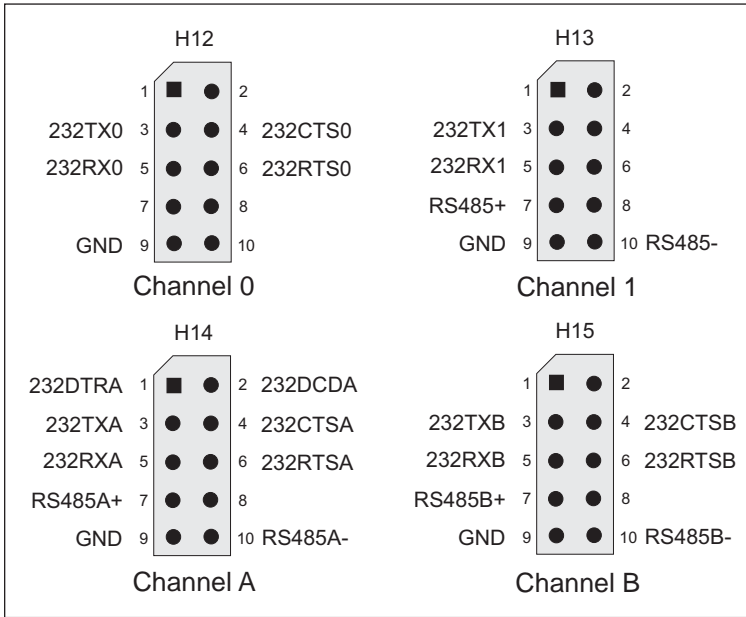 H12
1 2
232TX0 3 4 232CTS0
232RX0 5 6 232RTS0
7 8
GND 9 10
Channel 0
H13
1 2
232TX1 3 4
232RX1 5 6
RS485+ 7 8
GND 9 10 RS485-
Channel 1
H14
232DTRA 1 2 232DCDA
232TXA 3 4 232CTSA
232RXA 5 6 232RTSA
RS485A+ 7 8
GND 9 10 RS485A-
Channel A
H15
1 2
232TXB 3 4 232CTSB
232RXB 5 6 232RTSB
RS485B+ 7 8
GND 9 10 RS485B-
Channel B